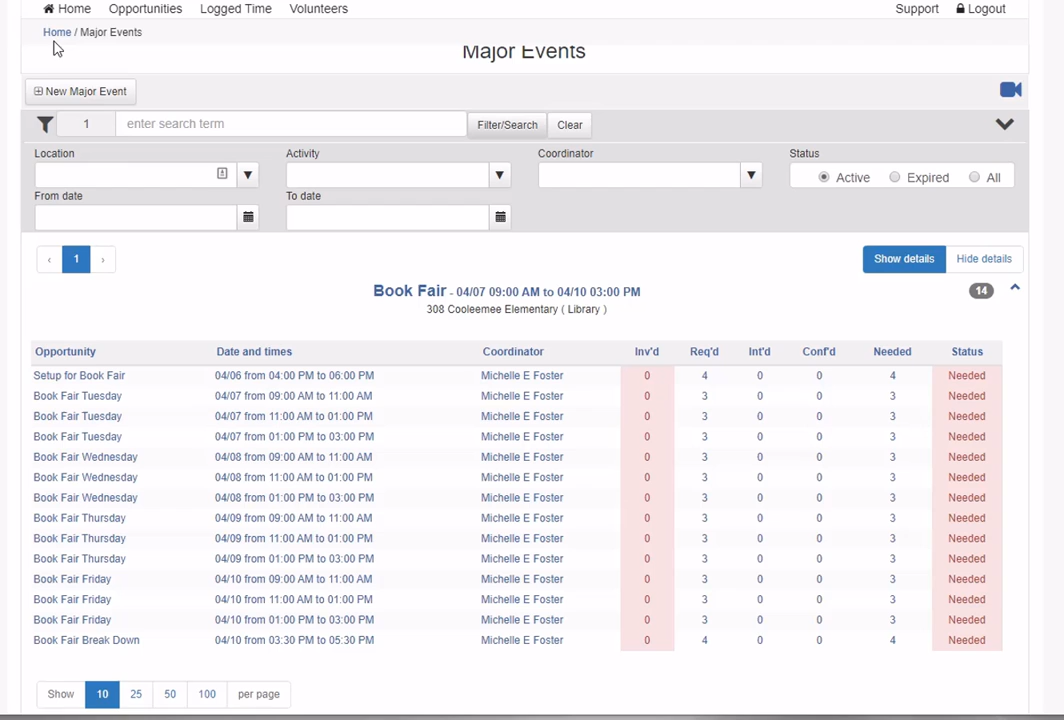 Home Opportunities Logged Time Volunteers Support Logout
Home / Major Events
Major Events
New Major Event
1 enter search term Filter/Search Clear
Location Activity Coordinator Status
Active Expired All
From date To date
‹ 1 › Show details Hide details
Book Fair - 04/07 09:00 AM to 04/10 03:00 PM 14
308 Cooleemee Elementary ( Library )
Opportunity Date and times Coordinator Inv'd Req'd Int'd Conf'd Needed Status
Setup for Book Fair 04/06 from 04:00 PM to 06:00 PM Michelle E Foster 0 4 0 0 4 Needed
Book Fair Tuesday 04/07 from 09:00 AM to 11:00 AM Michelle E Foster 0 3 0 0 3 Needed
Book Fair Tuesday 04/07 from 11:00 AM to 01:00 PM Michelle E Foster 0 3 0 0 3 Needed
Book Fair Tuesday 04/07 from 01:00 PM to 03:00 PM Michelle E Foster 0 3 0 0 3 Needed
Book Fair Wednesday 04/08 from 09:00 AM to 11:00 AM Michelle E Foster 0 3 0 0 3 Needed
Book Fair Wednesday 04/08 from 11:00 AM to 01:00 PM Michelle E Foster 0 3 0 0 3 Needed
Book Fair Wednesday 04/08 from 01:00 PM to 03:00 PM Michelle E Foster 0 3 0 0 3 Needed
Book Fair Thursday 04/09 from 09:00 AM to 11:00 AM Michelle E Foster 0 3 0 0 3 Needed
Book Fair Thursday 04/09 from 11:00 AM to 01:00 PM Michelle E Foster 0 3 0 0 3 Needed
Book Fair Thursday 04/09 from 01:00 PM to 03:00 PM Michelle E Foster 0 3 0 0 3 Needed
Book Fair Friday 04/10 from 09:00 AM to 11:00 AM Michelle E Foster 0 3 0 0 3 Needed
Book Fair Friday 04/10 from 11:00 AM to 01:00 PM Michelle E Foster 0 3 0 0 3 Needed
Book Fair Friday 04/10 from 01:00 PM to 03:00 PM Michelle E Foster 0 3 0 0 3 Needed
Book Fair Break Down 04/10 from 03:30 PM to 05:30 PM Michelle E Foster 0 4 0 0 4 Needed
Show 10 25 50 100 per page